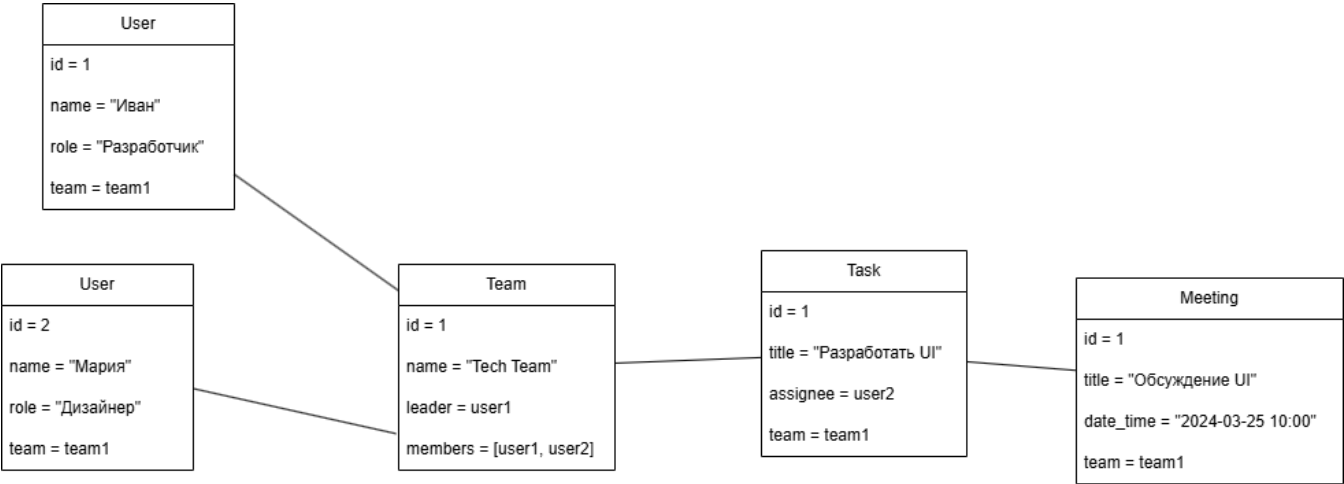 User
id = 1
name = "Иван"
role = "Разработчик"
team = team1
User
id = 2
name = "Мария"
role = "Дизайнер"
team = team1
Team
id = 1
name = "Tech Team"
leader = user1
members = [user1, user2]
Task
id = 1
title = "Разработать UI"
assignee = user2
team = team1
Meeting
id = 1
title = "Обсуждение UI"
date_time = "2024-03-25 10:00"
team = team1